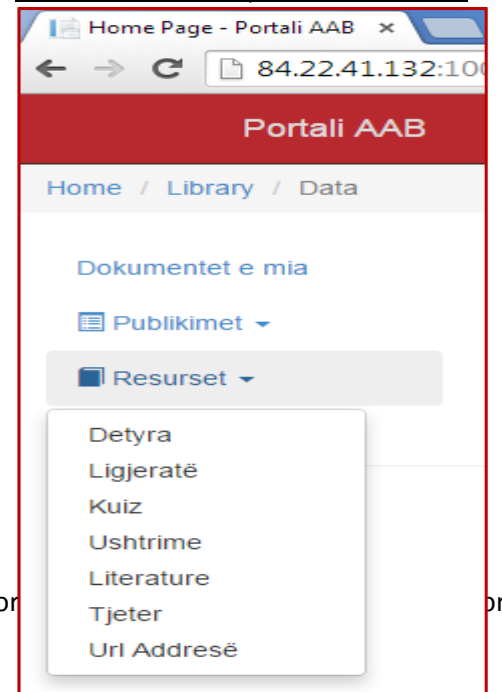 Home Page - Portali AAB ×
84.22.41.132:100
Portali AAB
Home / Library / Data
Dokumentet e mia
Publikimet
Resurset
Detyra
Ligjeratë
Kuiz
Ushtrime
Literature
Tjeter
Url Addresë